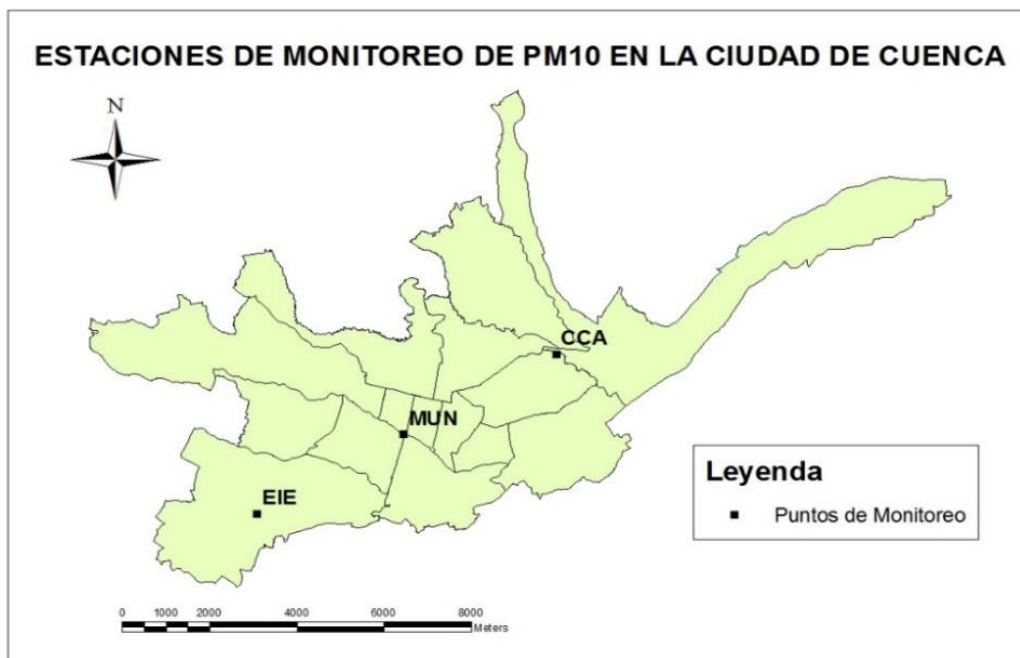 ESTACIONES DE MONITOREO DE PM10 EN LA CIUDAD DE CUENCA
N
CCA
MUN
EIE
Leyenda
Puntos de Monitoreo
0 1000 2000 4000 6000 8000
Meters